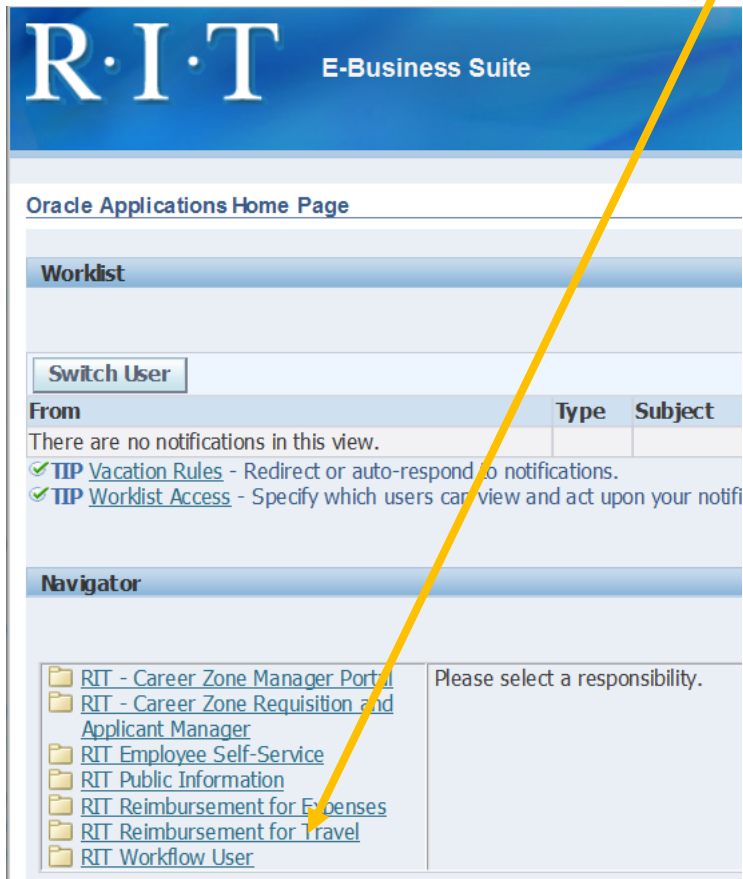 R·I·T E-Business Suite
Oracle Applications Home Page
Worklist
Switch User
From Type Subject
There are no notifications in this view.
TIP Vacation Rules - Redirect or auto-respond to notifications.
TIP Worklist Access - Specify which users can view and act upon your notifi
Navigator
RIT - Career Zone Manager Portal Please select a responsibility.
RIT - Career Zone Requisition and
Applicant Manager
RIT Employee Self-Service
RIT Public Information
RIT Reimbursement for Expenses
RIT Reimbursement for Travel
RIT Workflow User